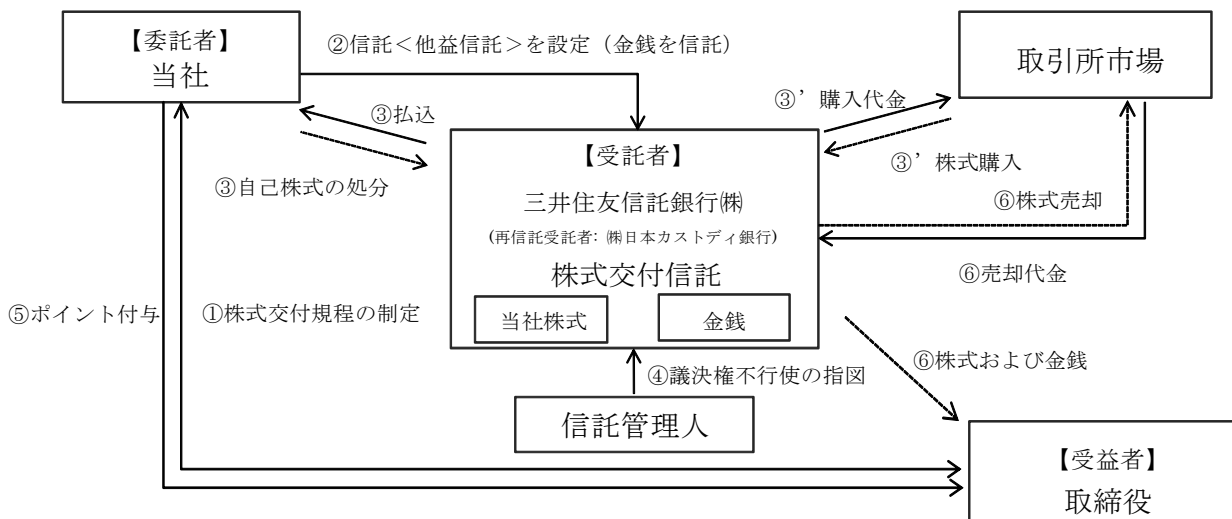 【委託者】
当社
②信託<他益信託>を設定（金銭を信託）
取引所市場
③払込
③’購入代金
③自己株式の処分
【受託者】
③’株式購入
三井住友信託銀行㈱
(再信託受託者: ㈱日本カストディ銀行)
⑥株式売却
株式交付信託
⑥売却代金
⑤ポイント付与
①株式交付規程の制定
当社株式
金銭
④議決権不行使の指図
⑥株式および金銭
信託管理人
【受益者】
取締役